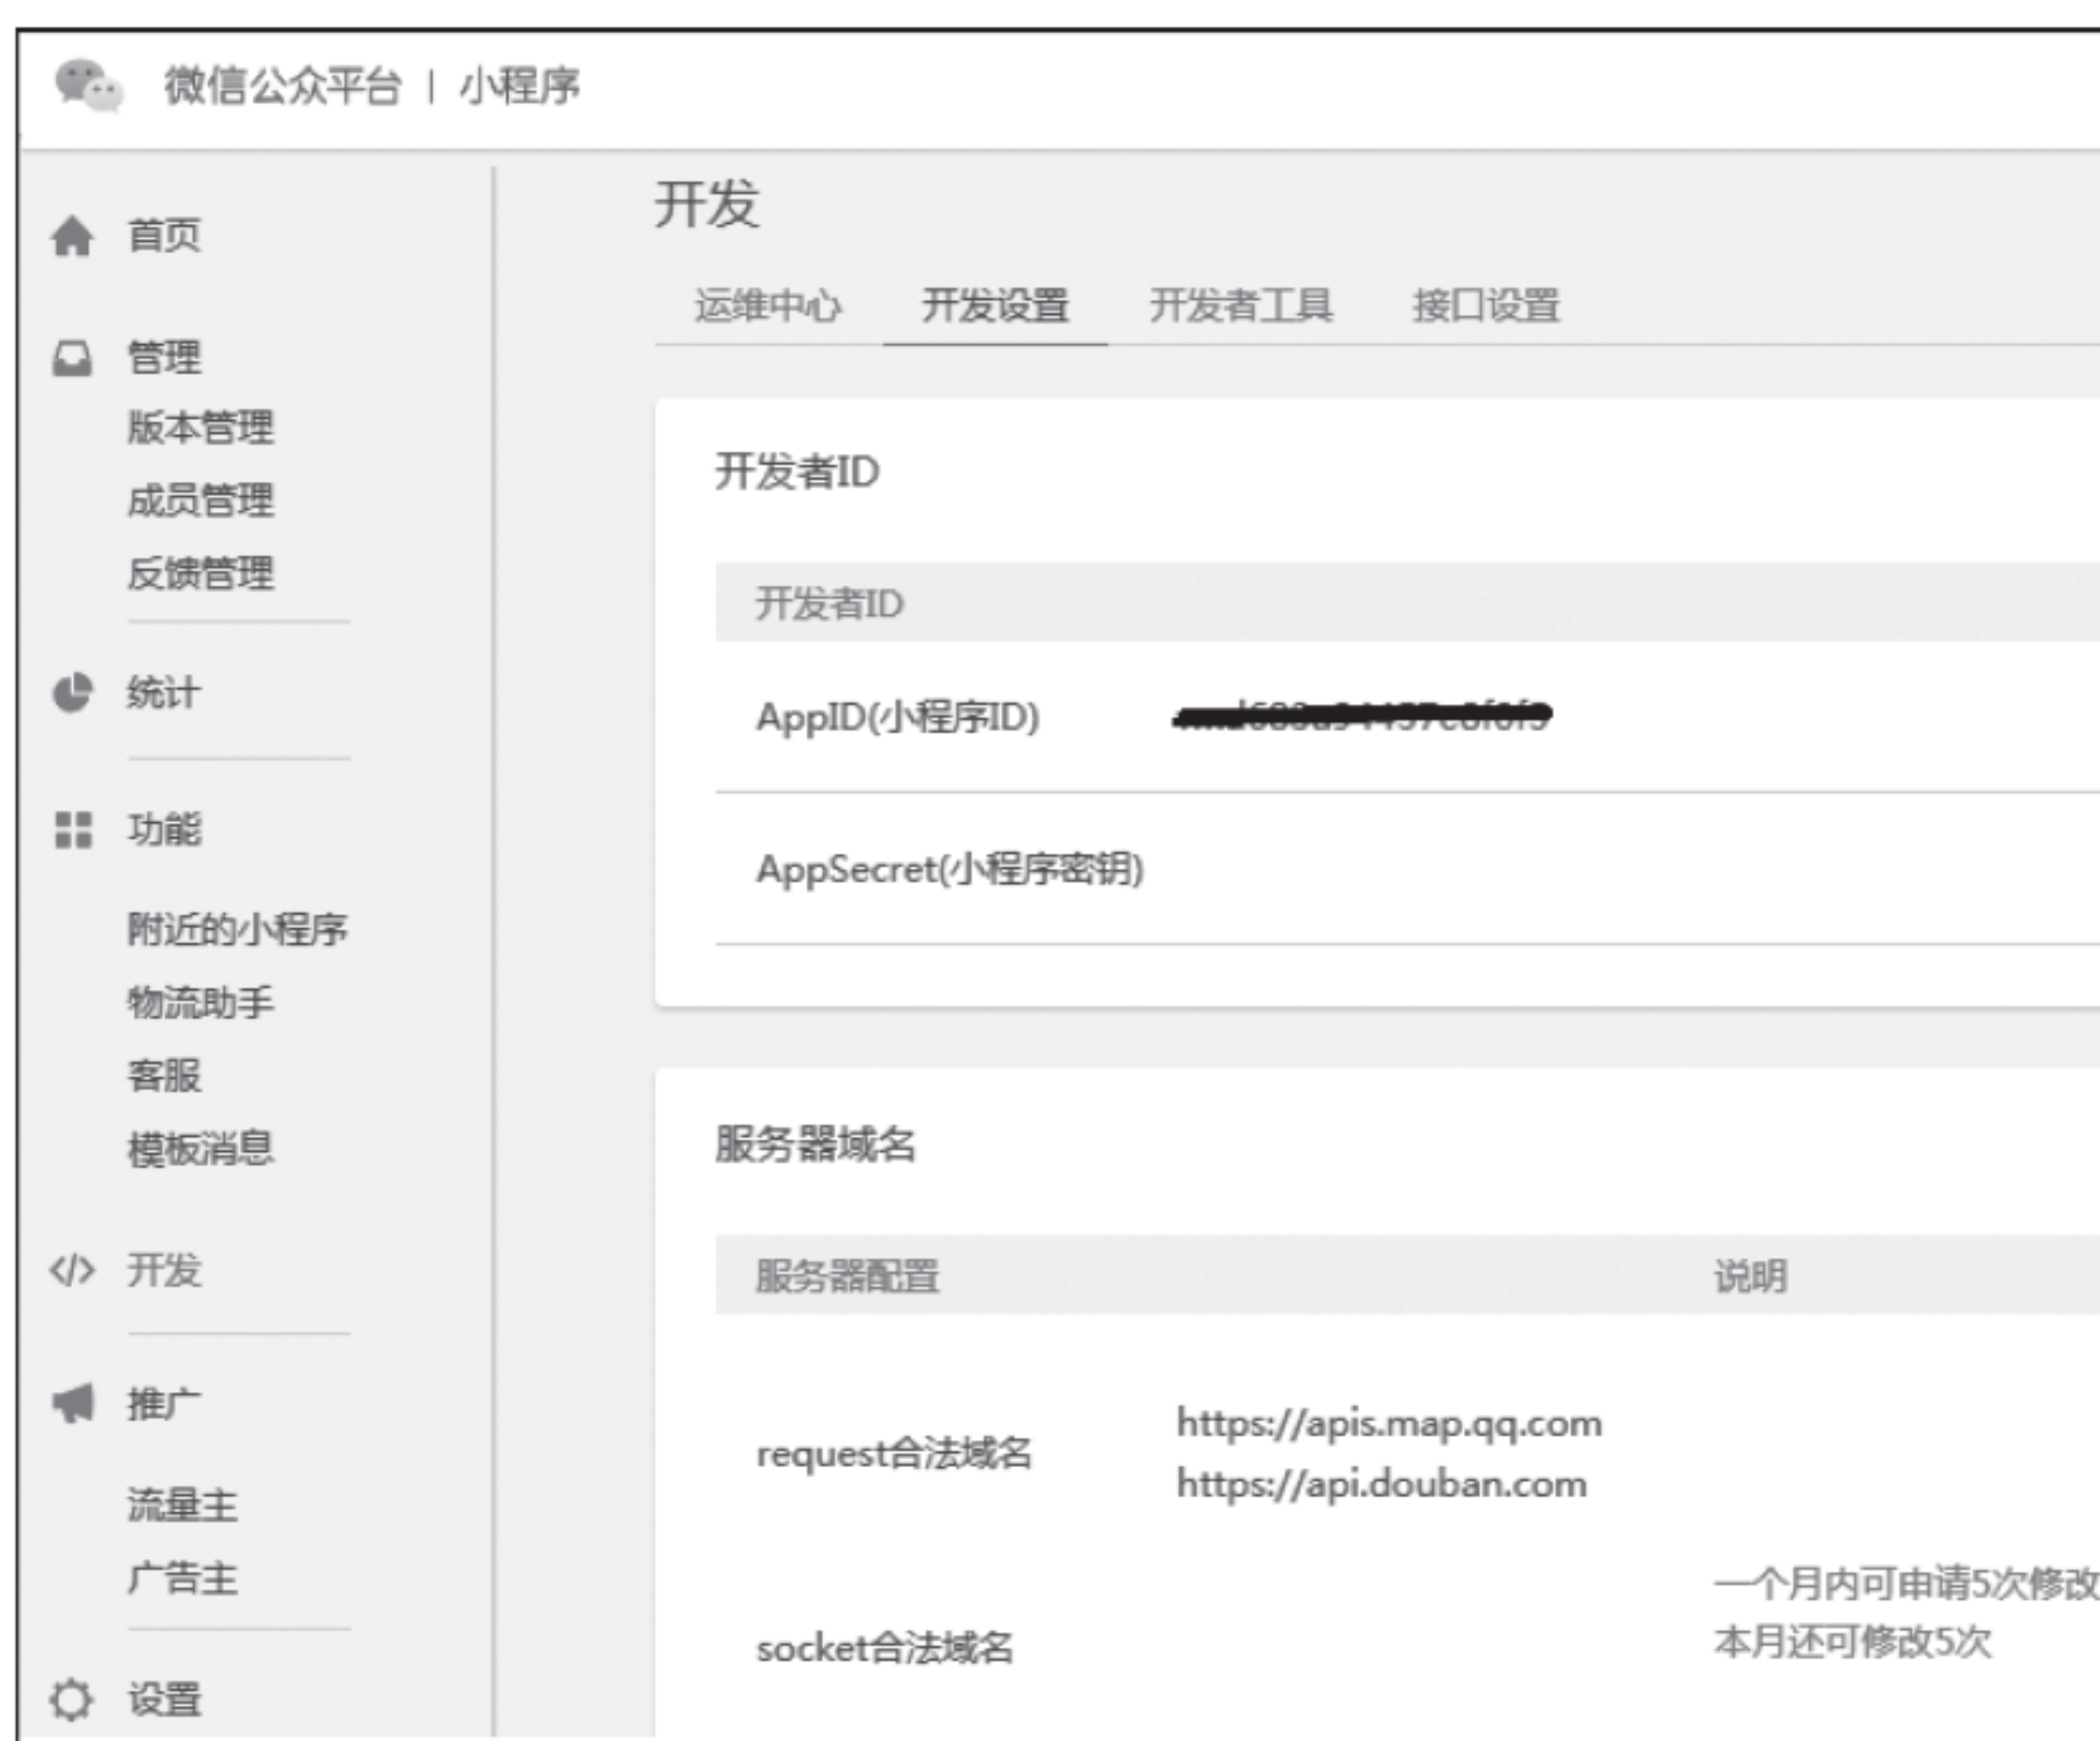 微信公众平台 | 小程序
首页
管理
版本管理
成员管理
反馈管理
统计
功能
附近的小程序
物流助手
客服
模板消息
开发
推广
流量主
广告主
设置
开发
运维中心 开发设置 开发者工具 接口设置
开发者ID
开发者ID
AppID(小程序ID)
AppSecret(小程序密钥)
服务器域名
服务器配置 说明
request合法域名
https://apis.map.qq.com
https://api.douban.com
一个月内可申请5次修改
本月还可修改5次
socket合法域名